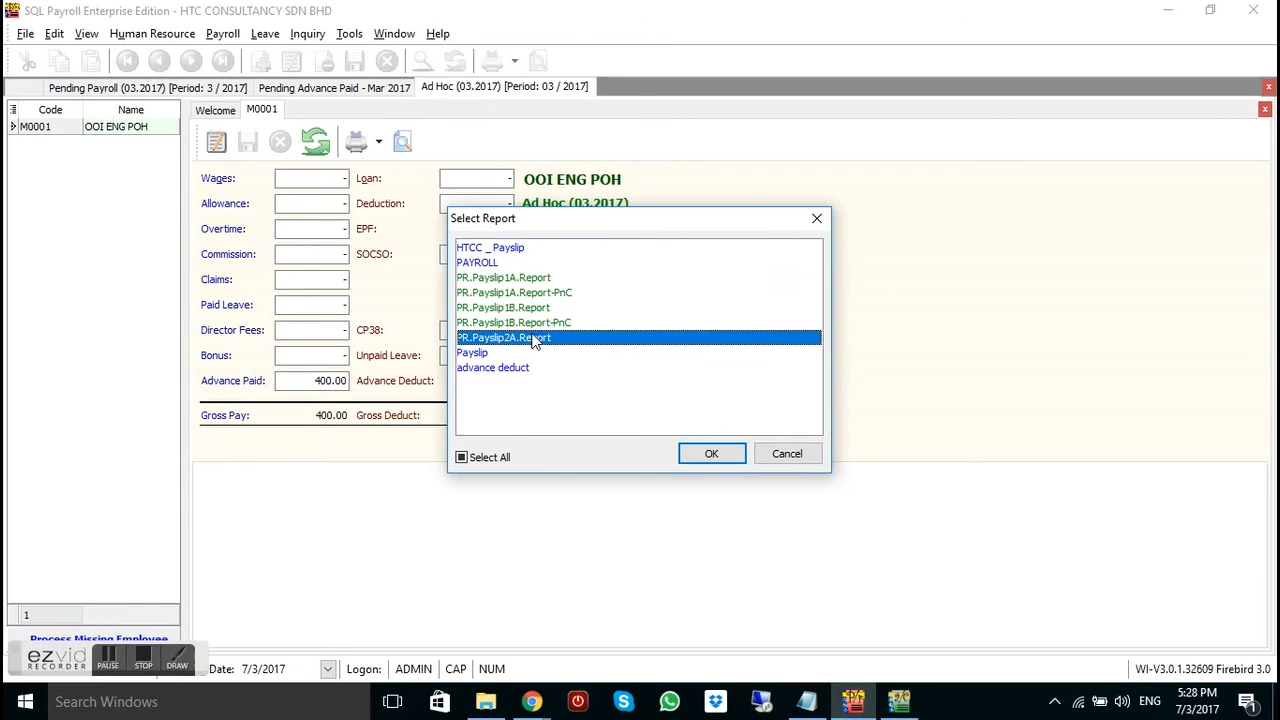 SQL Payroll Enterprise Edition - HTC CONSULTANCY SDN BHD
File Edit View Human Resource Payroll Leave Inquiry Tools Window Help
Pending Payroll (03.2017) [Period: 3 / 2017] Pending Advance Paid - Mar 2017 Ad Hoc (03.2017) [Period: 03 / 2017]
Code Name
M0001 OOI ENG POH
1
Process Missing Employee
Welcome M0001
Wages: - Loan: - OOI ENG POH
Allowance: - Deduction: - Ad Hoc (03.2017)
Overtime: - EPF:
Commission: - SOCSO:
Claims: -
Paid Leave: -
Director Fees: - CP38:
Bonus: - Unpaid Leave:
Advance Paid: 400.00 Advance Deduct:
Gross Pay: 400.00 Gross Deduct:
Select Report
HTCC _ Payslip
PAYROLL
PR.Payslip1A.Report
PR.Payslip1A.Report-PnC
PR.Payslip1B.Report
PR.Payslip1B.Report-PnC
PR.Payslip2A.Report
Payslip
advance deduct
Select All OK Cancel
ezvid
RECORDER
PAUSE STOP DRAW
Date: 7/3/2017 Logon: ADMIN CAP NUM WI-V3.0.1.32609 Firebird 3.0
Search Windows
ENG
5:28 PM
7/3/2017
1